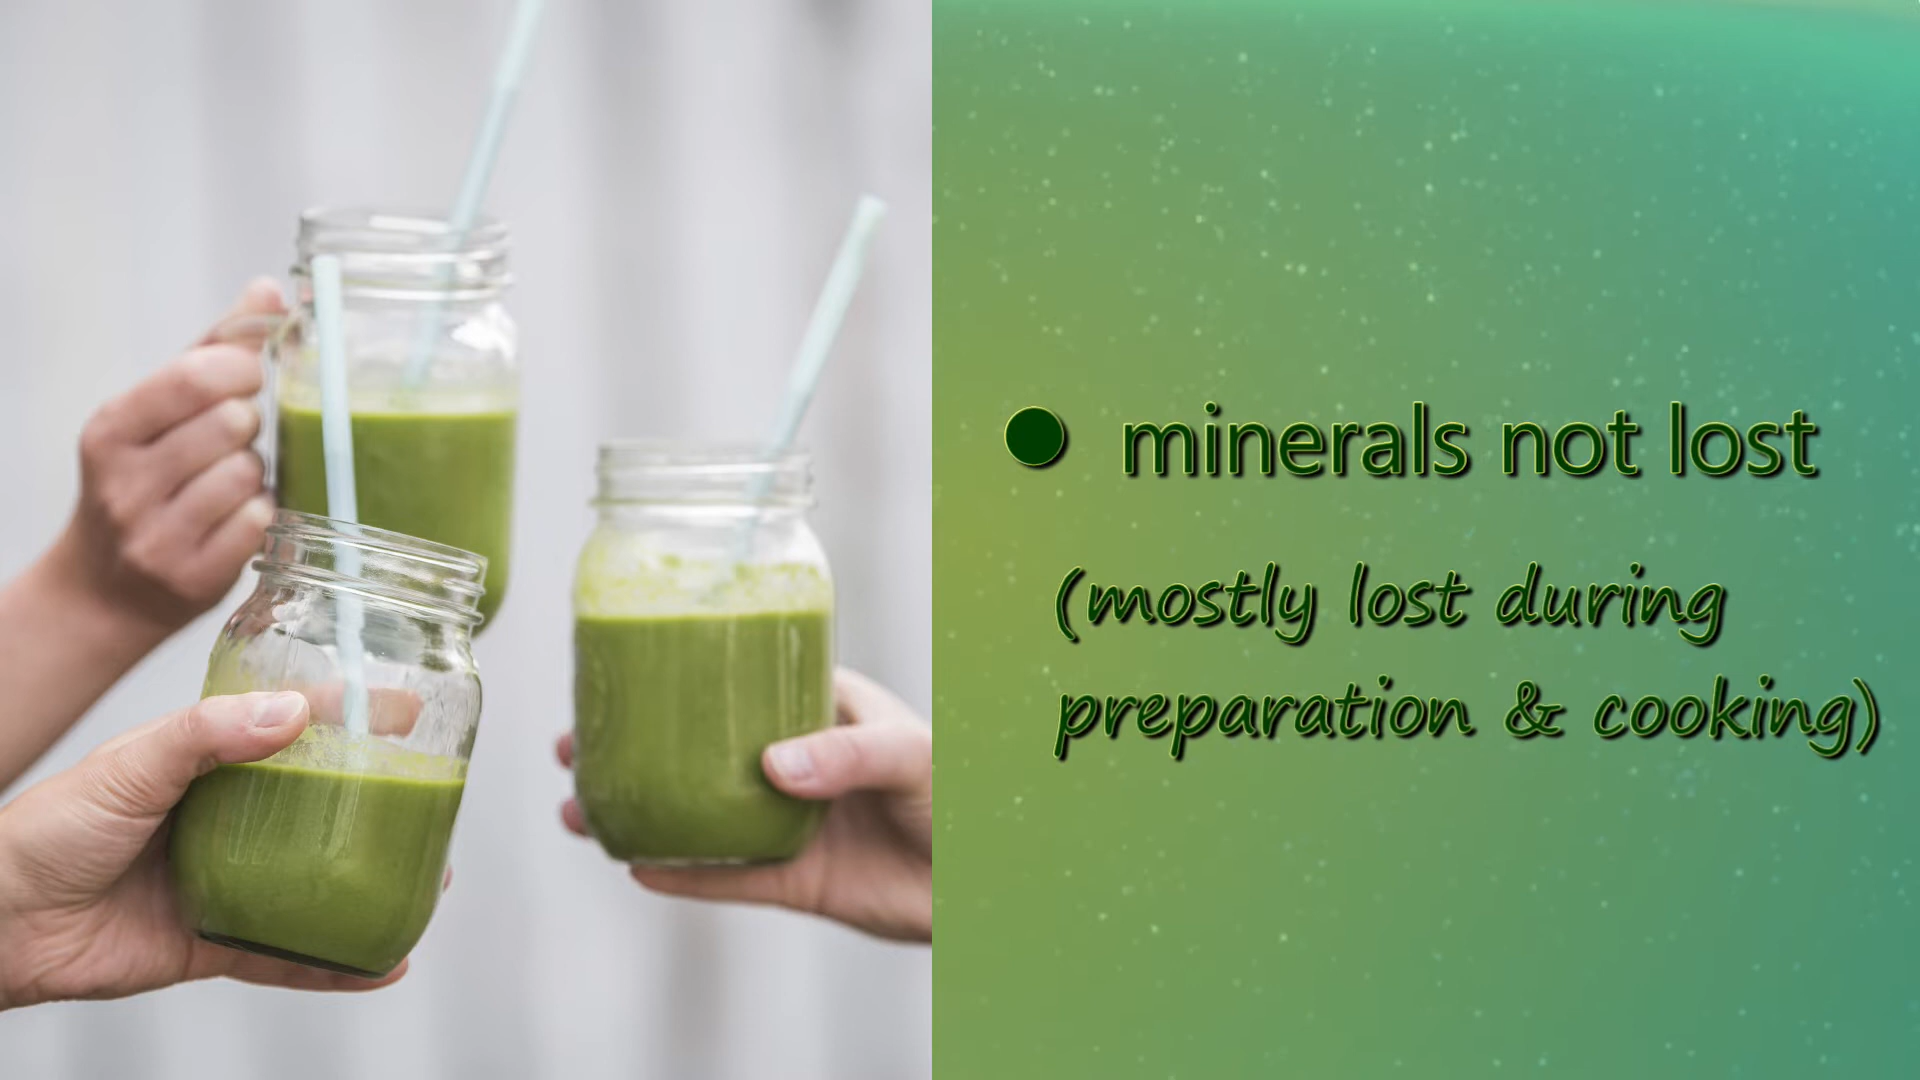 ● minerals not lost
(mostly lost during
preparation & cooking)